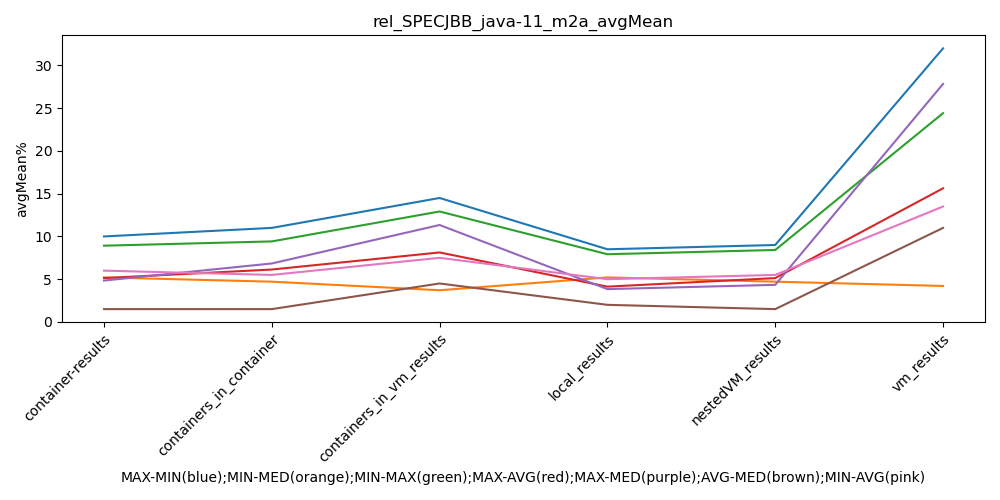 rel_SPECJBB_java-11_m2a_avgMean
avgMean%
30
25
20
15
10
5
0
container-results
containers_in_container
containers_in_vm_results
local_results
nestedVM_results
vm_results
MAX-MIN(blue);MIN-MED(orange);MIN-MAX(green);MAX-AVG(red);MAX-MED(purple);AVG-MED(brown);MIN-AVG(pink)